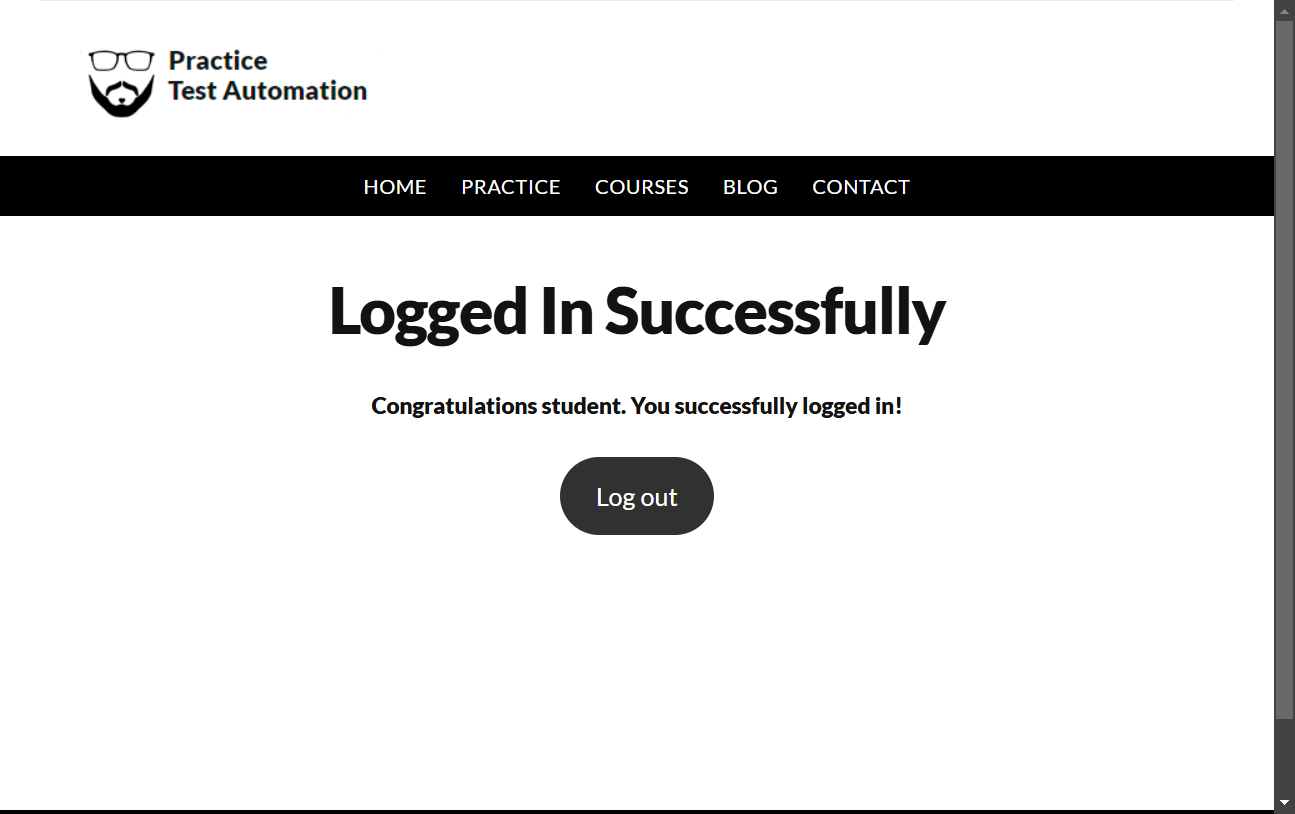 Practice
Test Automation
HOME PRACTICE COURSES BLOG CONTACT
Logged In Successfully
Congratulations student. You successfully logged in!
Log out